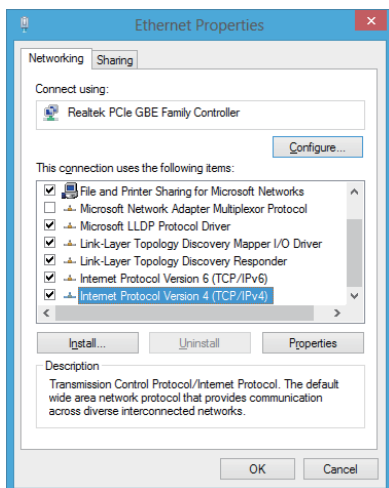 Ethernet Properties
Networking
Sharing
Connect using:
Realtek PCIe GBE Family Controller
Configure...
This connection uses the following items:
File and Printer Sharing for Microsoft Networks
Microsoft Network Adapter Multiplexor Protocol
Microsoft LLDP Protocol Driver
Link-Layer Topology Discovery Mapper I/O Driver
Link-Layer Topology Discovery Responder
Internet Protocol Version 6 (TCP/IPv6)
Internet Protocol Version 4 (TCP/IPv4)
Install...
Uninstall
Properties
Description
Transmission Control Protocol/Internet Protocol. The default
wide area network protocol that provides communication
across diverse interconnected networks.
OK
Cancel